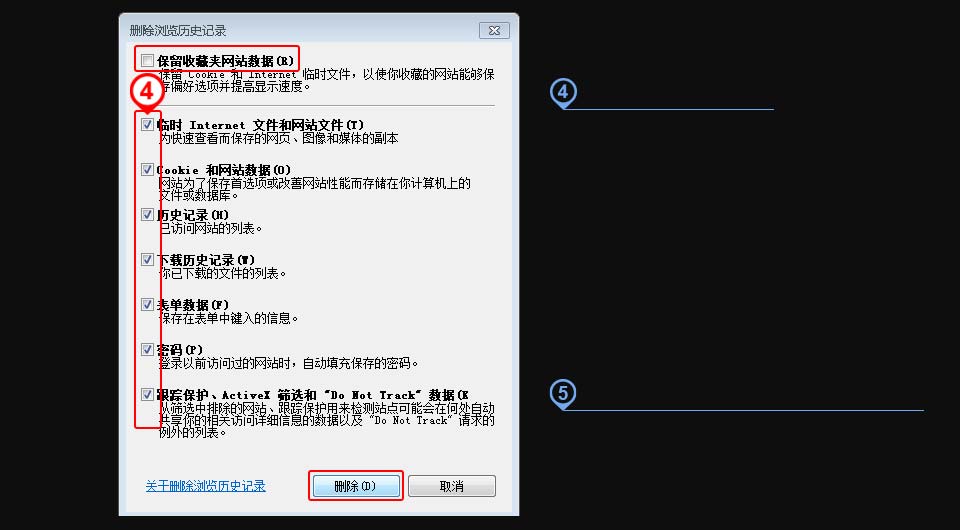 删除浏览历史记录
保留收藏夹网站数据(R)
保留 Cookie 和 Internet 临时文件，以使你收藏的网站能够保
存偏好选项并提高显示速度。
4
4
临时 Internet 文件和网站文件(T)
为快速查看而保存的网页、图像和媒体的副本
Cookie 和网站数据(O)
网站为了保存首选项或改善网站性能而存储在你计算机上的
文件或数据库。
历史记录(H)
已访问网站的列表。
下载历史记录(W)
你已下载的文件的列表。
表单数据(F)
保存在表单中键入的信息。
密码(P)
登录以前访问过的网站时，自动填充保存的密码。
5
跟踪保护、ActiveX 筛选和 "Do Not Track" 数据(K
从筛选中排除的网站、跟踪保护用来检测站点可能会在何处自动
共享你的相关访问详细信息的数据以及"Do Not Track"请求的
例外的列表。
关于删除浏览历史记录
删除(D)
取消